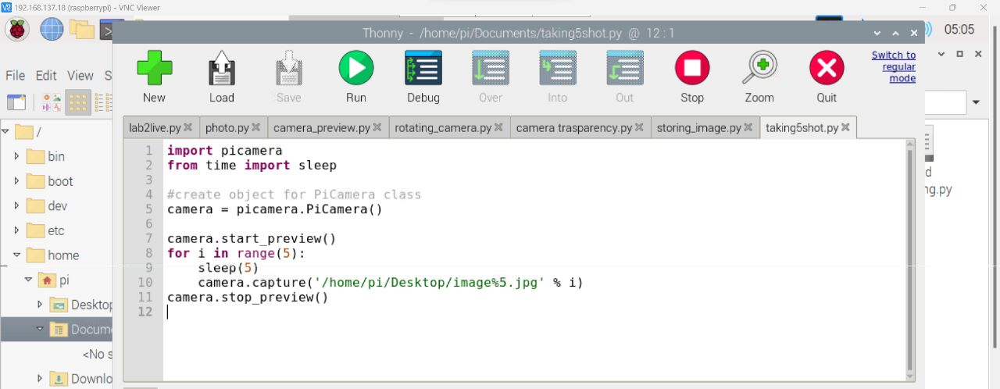 192.168.137.18 (raspberrypi) - VNC Viewer
05:05
Thonny - /home/pi/Documents/taking5shot.py @ 12 : 1
File Edit View S
New Load Save Run Debug Over Into Out Stop Zoom Quit
Switch to
regular
mode
lab2live.py photo.py camera_preview.py rotating_camera.py camera trasparency.py storing_image.py taking5shot.py
/
bin
boot
dev
etc
home
pi
Desktop
Docum
<No s
Downlo
1 import picamera
2 from time import sleep
3
4 #create object for PiCamera class
5 camera = picamera.PiCamera()
6
7 camera.start_preview()
8 for i in range(5):
9     sleep(5)
10     camera.capture('/home/pi/Desktop/image%5.jpg' % i)
11 camera.stop_preview()
12
d
ng.py